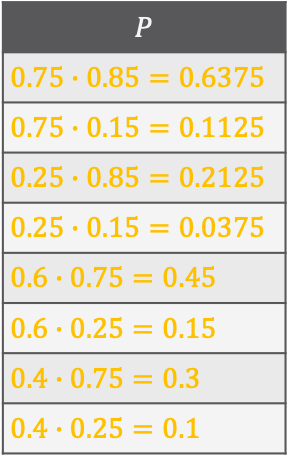 P
0.75 · 0.85 = 0.6375
0.75 · 0.15 = 0.1125
0.25 · 0.85 = 0.2125
0.25 · 0.15 = 0.0375
0.6 · 0.75 = 0.45
0.6 · 0.25 = 0.15
0.4 · 0.75 = 0.3
0.4 · 0.25 = 0.1